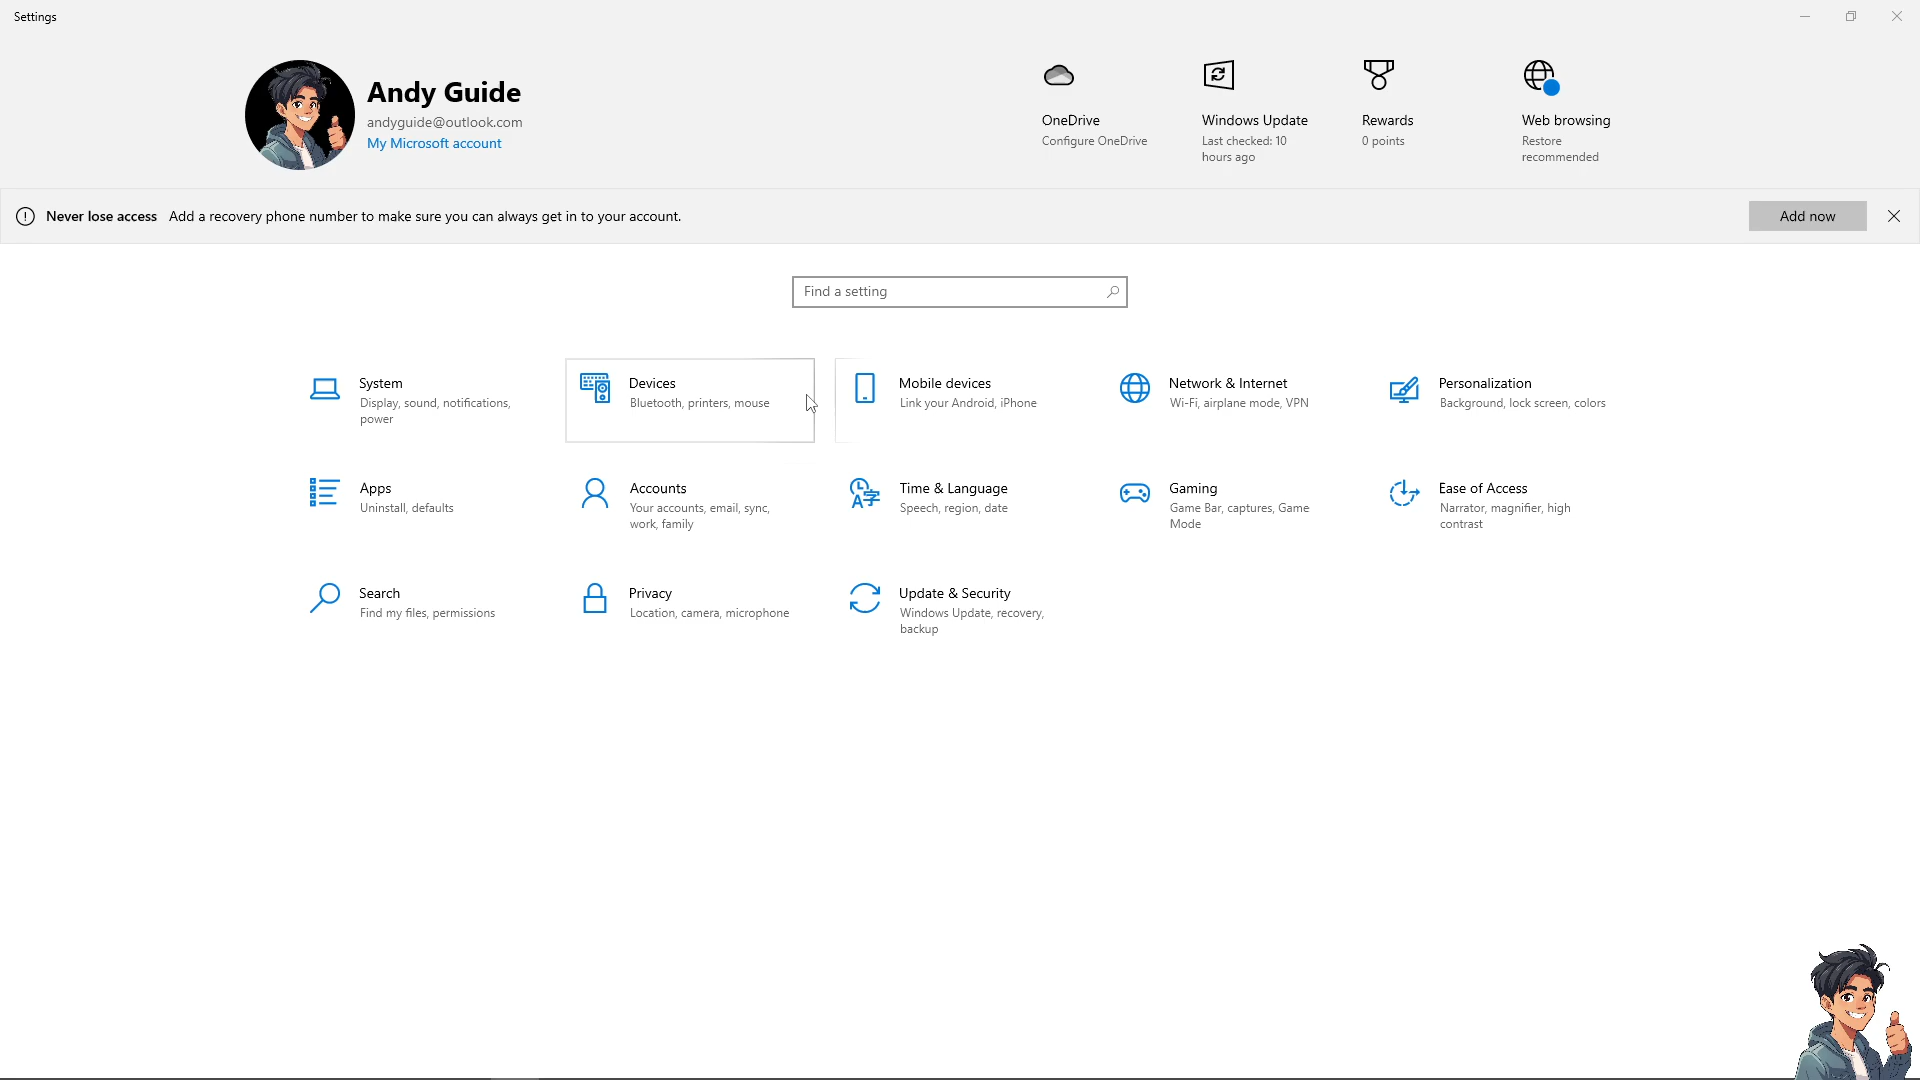 Settings
Andy Guide
andyguide@outlook.com
My Microsoft account
OneDrive
Configure OneDrive
Windows Update
Last checked: 10
hours ago
Rewards
0 points
Web browsing
Restore
recommended
Never lose access Add a recovery phone number to make sure you can always get in to your account.
Add now
Find a setting
System
Display, sound, notifications,
power
Devices
Bluetooth, printers, mouse
Mobile devices
Link your Android, iPhone
Network & Internet
Wi-Fi, airplane mode, VPN
Personalization
Background, lock screen, colors
Apps
Uninstall, defaults
Accounts
Your accounts, email, sync,
work, family
Time & Language
Speech, region, date
Gaming
Game Bar, captures, Game
Mode
Ease of Access
Narrator, magnifier, high
contrast
Search
Find my files, permissions
Privacy
Location, camera, microphone
Update & Security
Windows Update, recovery,
backup